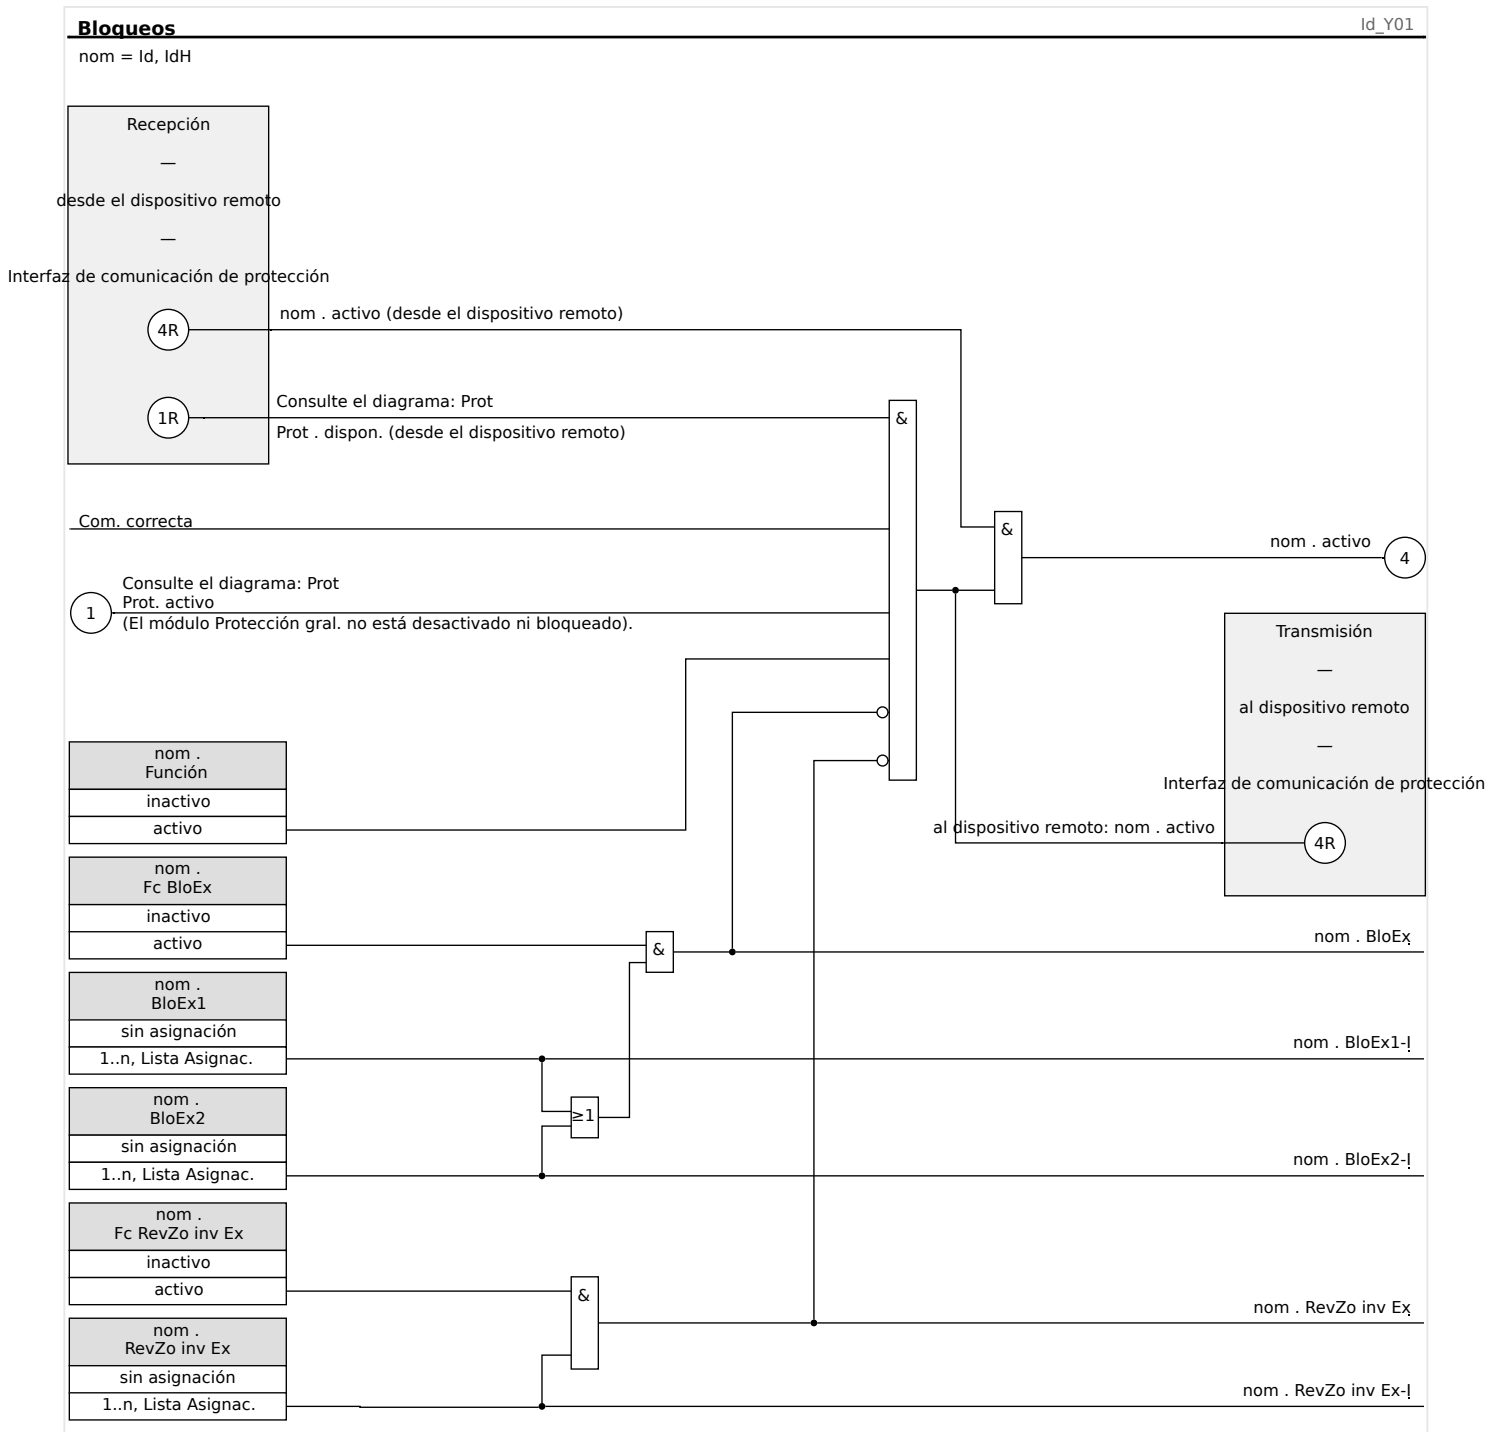 Bloqueos
Id_Y01
nom = Id, IdH
Recepción
—
desde el dispositivo remoto
—
Interfaz de comunicación de protección
4R
nom . activo (desde el dispositivo remoto)
1R
Consulte el diagrama: Prot
Prot . dispon. (desde el dispositivo remoto)
&
Com. correcta
&
nom . activo
4
1
Consulte el diagrama: Prot
Prot. activo
(El módulo Protección gral. no está desactivado ni bloqueado).
Transmisión
—
al dispositivo remoto
—
Interfaz de comunicación de protección
al dispositivo remoto: nom . activo
4R
nom .
Función
inactivo
activo
nom .
Fc BloEx
inactivo
activo
&
nom . BloEx
nom .
BloEx1
sin asignación
1..n, Lista Asignac.
nom . BloEx1-I
nom .
BloEx2
≥1
sin asignación
1..n, Lista Asignac.
nom . BloEx2-I
nom .
Fc RevZo inv Ex
inactivo
activo
&
nom . RevZo inv Ex
nom .
RevZo inv Ex
sin asignación
1..n, Lista Asignac.
nom . RevZo inv Ex-I